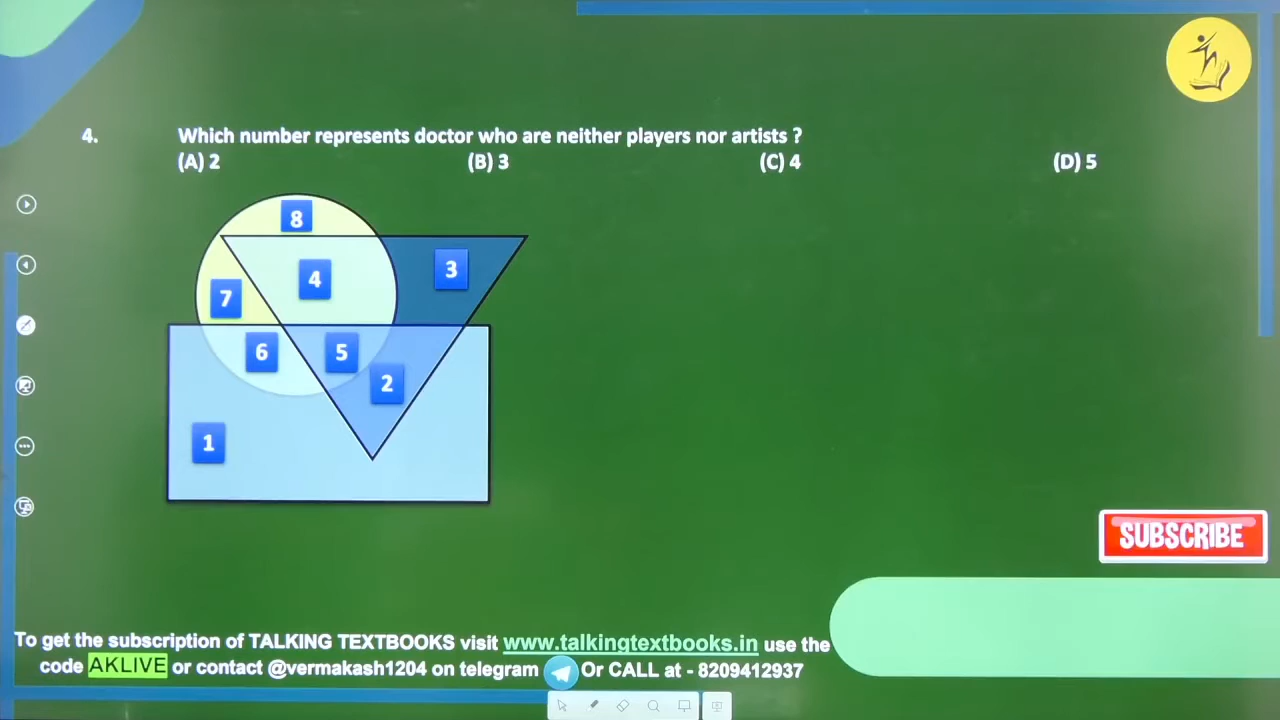 4. Which number represents doctor who are neither players nor artists ?
(A) 2 (B) 3 (C) 4 (D) 5
8
4
3
7
6
5
2
1
SUBSCRIBE
To get the subscription of TALKING TEXTBOOKS visit www.talkingtextbooks.in use the
code AKLIVE or contact @vermakash1204 on telegram Or CALL at - 8209412937